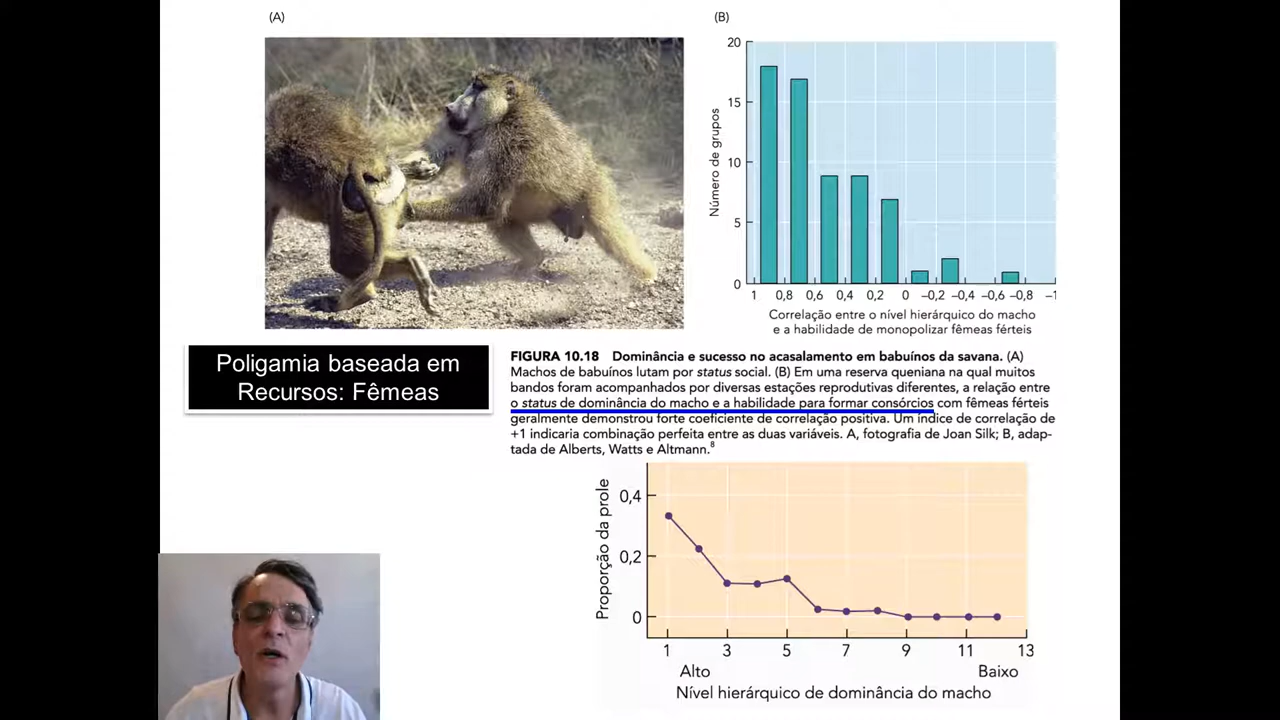 (A)
(B)
20
15
10
5
0
Número de grupos
1 0,8 0,6 0,4 0,2 0 –0,2 –0,4 –0,6 –0,8 –1
Correlação entre o nível hierárquico do macho
e a habilidade de monopolizar fêmeas férteis
Poligamia baseada em
Recursos: Fêmeas
FIGURA 10.18 Dominância e sucesso no acasalamento em babuínos da savana. (A)
Machos de babuínos lutam por status social. (B) Em uma reserva queniana na qual muitos
bandos foram acompanhados por diversas estações reprodutivas diferentes, a relação entre
o status de dominância do macho e a habilidade para formar consórcios com fêmeas férteis
geralmente demonstrou forte coeficiente de correlação positiva. Um índice de correlação de
+1 indicaria combinação perfeita entre as duas variáveis. A, fotografia de Joan Silk; B, adap-
tada de Alberts, Watts e Altmann.8
0,4
0,2
0
Proporção da prole
1 3 5 7 9 11 13
Alto Baixo
Nível hierárquico de dominância do macho